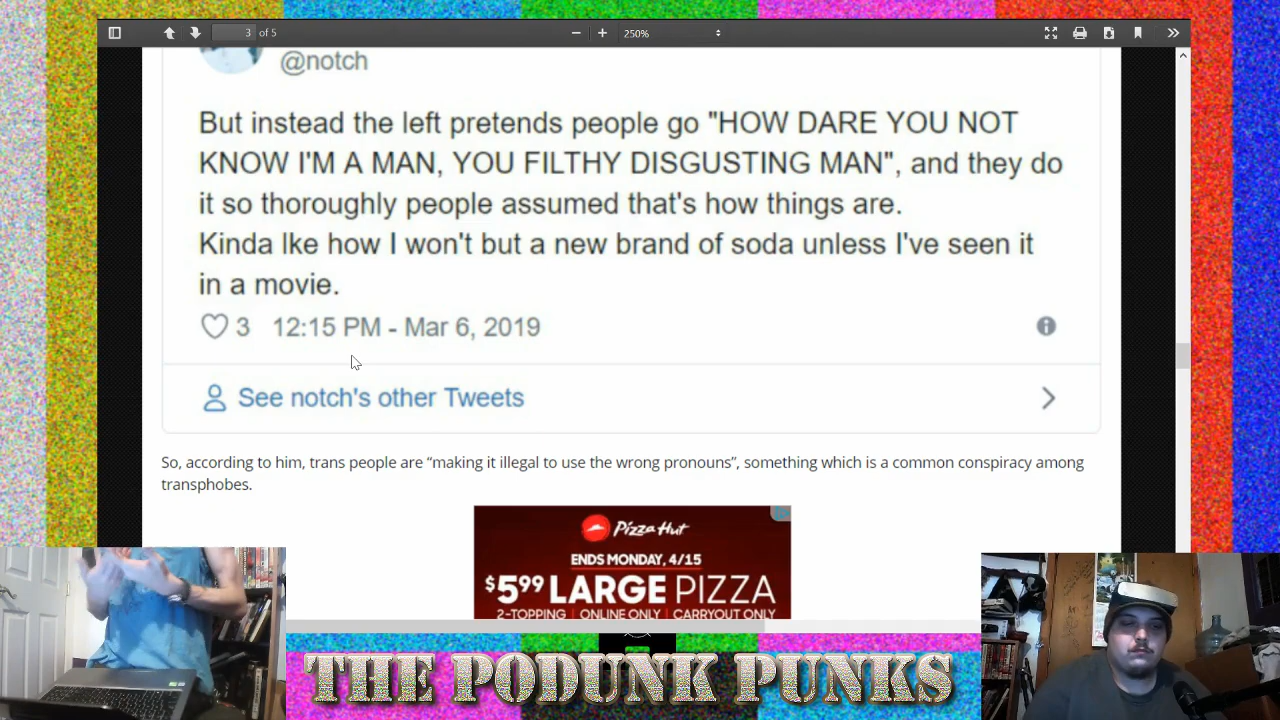 3 of 5
250%
@notch
But instead the left pretends people go "HOW DARE YOU NOT
KNOW I'M A MAN, YOU FILTHY DISGUSTING MAN", and they do
it so thoroughly people assumed that's how things are.
Kinda lke how I won't but a new brand of soda unless I've seen it
in a movie.
3 12:15 PM - Mar 6, 2019
See notch's other Tweets
So, according to him, trans people are “making it illegal to use the wrong pronouns”, something which is a common conspiracy among
transphobes.
Pizza Hut
ENDS MONDAY, 4/15
$599 LARGE PIZZA
2-TOPPING | ONLINE ONLY | CARRYOUT ONLY
THE PODUNK PUNKS